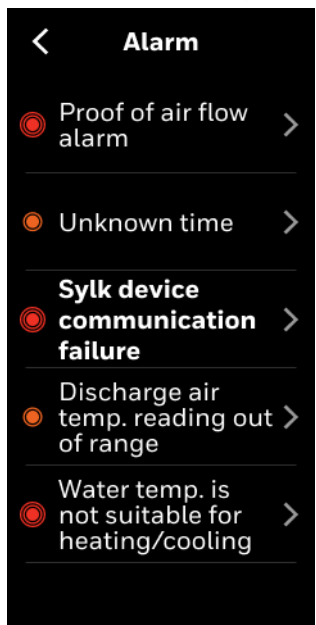 Alarm
Proof of air flow
alarm
Unknown time
Sylk device
communication
failure
Discharge air
temp. reading out
of range
Water temp. is
not suitable for
heating/cooling